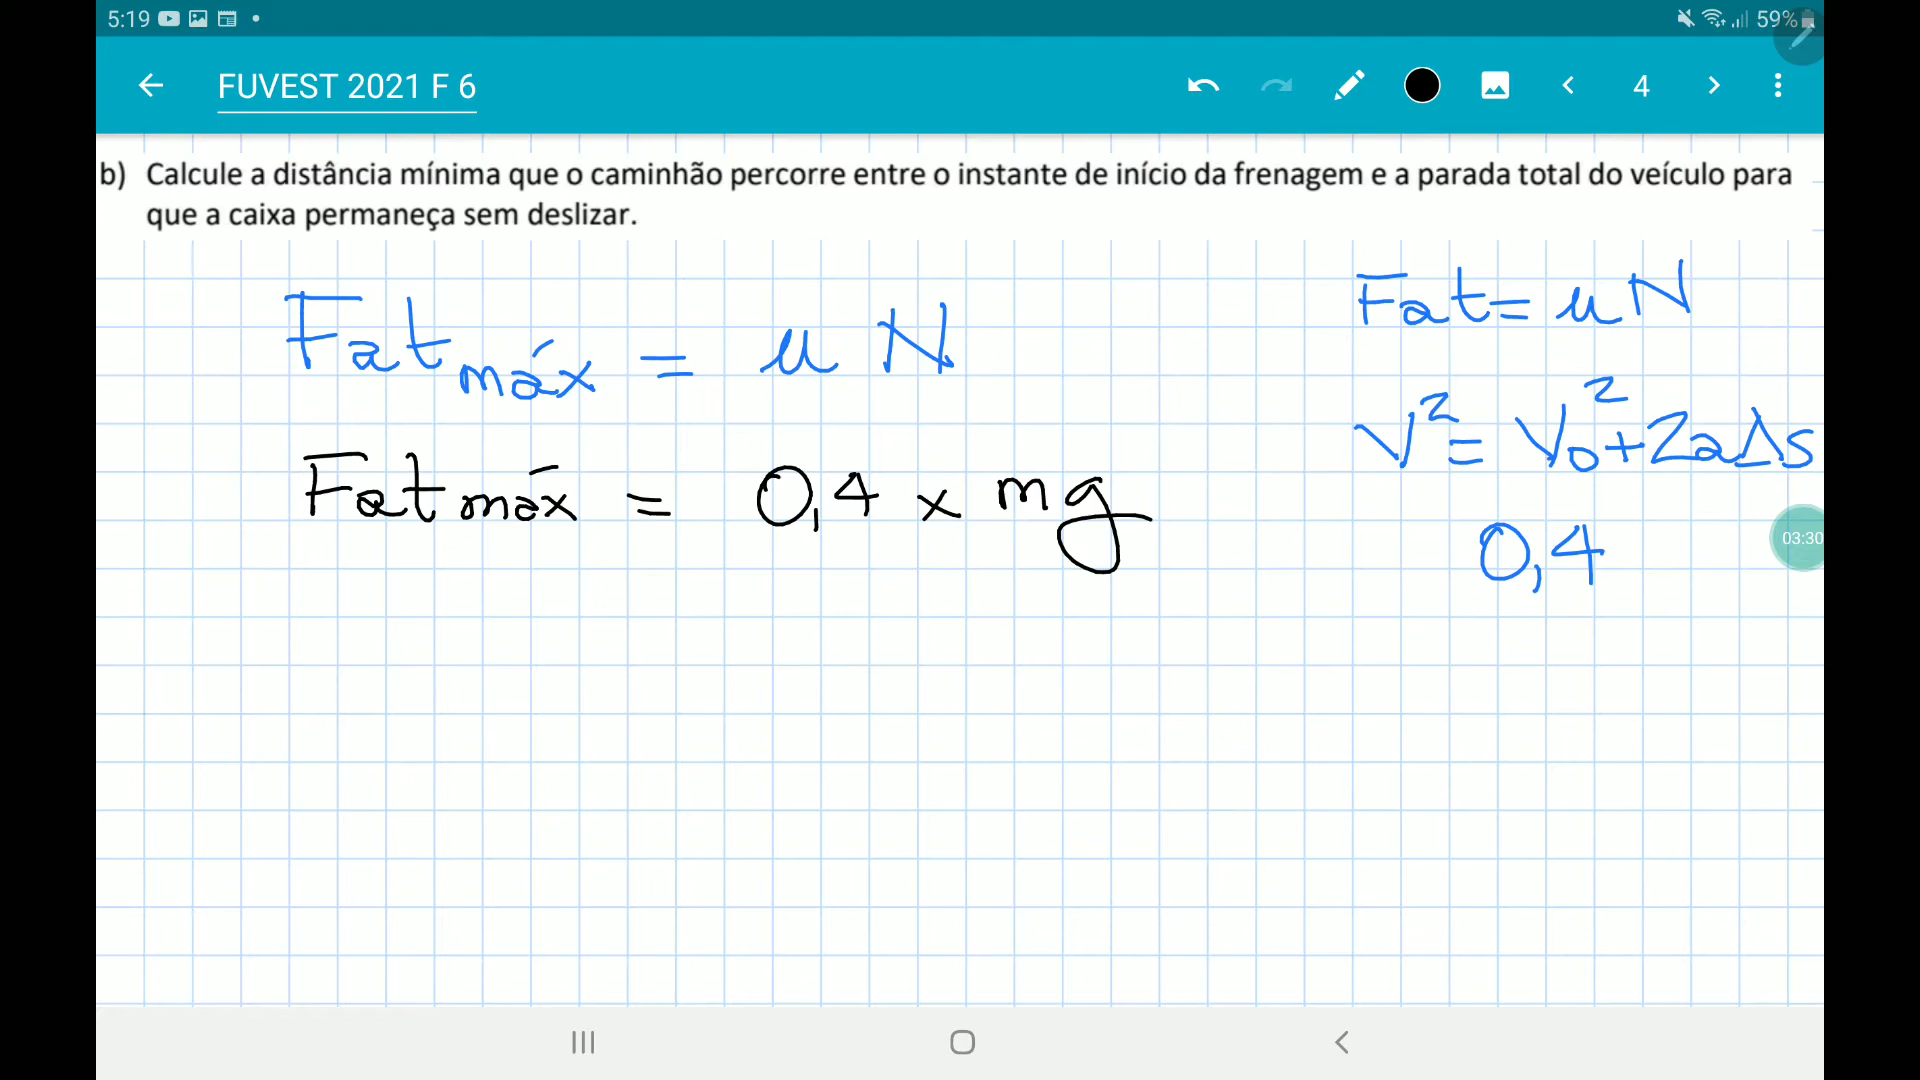 5:19
59%
FUVEST 2021 F 6
4
b) Calcule a distância mínima que o caminhão percorre entre o instante de início da frenagem e a parada total do veículo para
que a caixa permaneça sem deslizar.
Fat máx = u N
Fat máx = 0,4 x mg
Fat = u N
V² = V₀² + 2aΔs
0,4
03:30